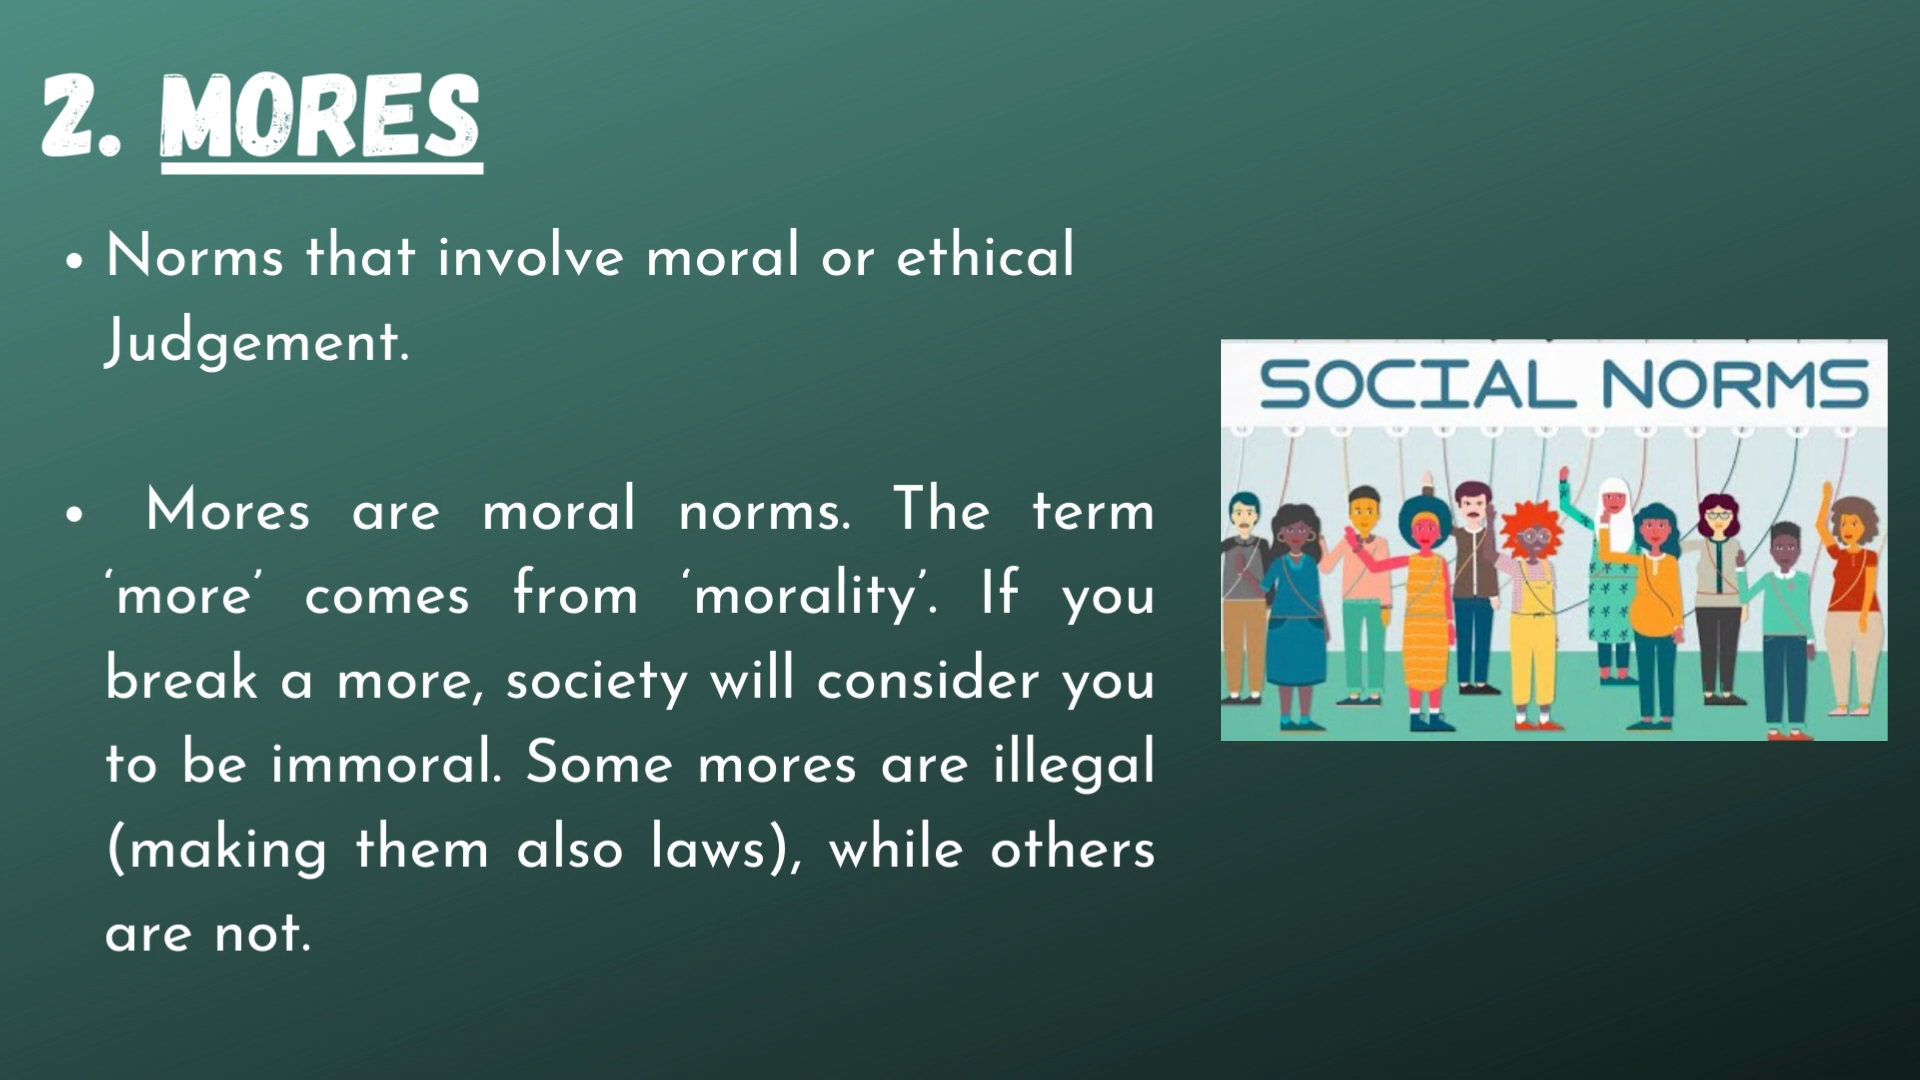 2. MORES
• Norms that involve moral or ethical
Judgement.
• Mores are moral norms. The term
‘more’ comes from ‘morality’. If you
break a more, society will consider you
to be immoral. Some mores are illegal
(making them also laws), while others
are not.
SOCIAL NORMS